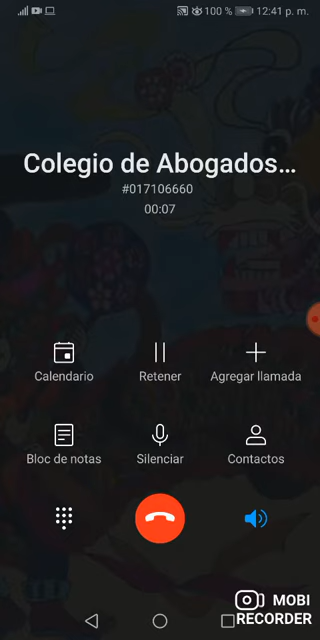 100 % 12:41 p. m.
Colegio de Abogados...
#017106660
00:07
Calendario Retener Agregar llamada
Bloc de notas Silenciar Contactos
MOBI
RECORDER